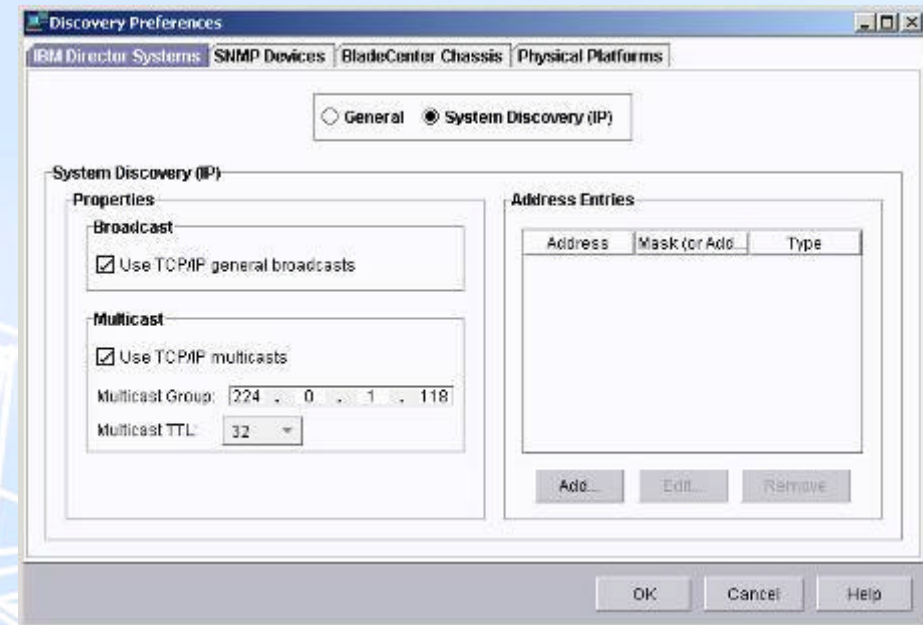 Discovery Preferences
IBM Director Systems SNMP Devices BladeCenter Chassis Physical Platforms
General System Discovery (IP)
System Discovery (IP)
Properties
Broadcast
Use TCP/IP general broadcasts
Multicast
Use TCP/IP multicasts
Multicast Group: 224 . 0 . 1 . 118
Multicast TTL: 32
Address Entries
Address Mask (or Add... Type
Add... Edit... Remove
OK Cancel Help